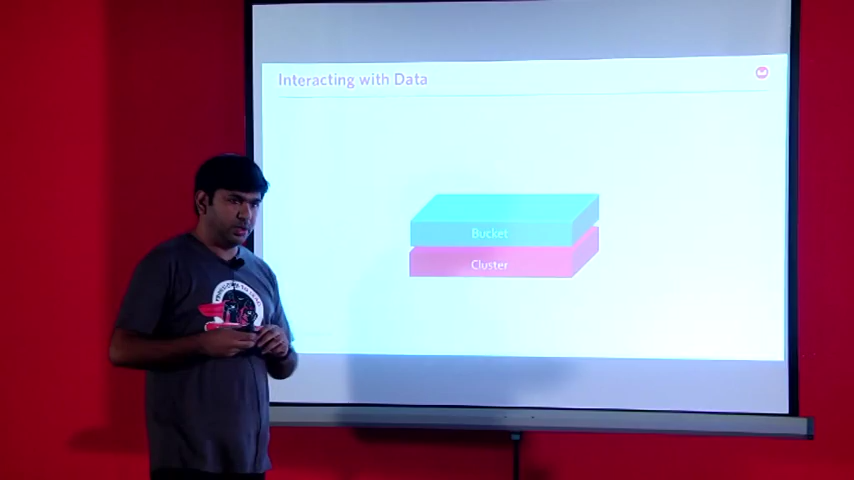 Interacting with Data
Bucket
Cluster